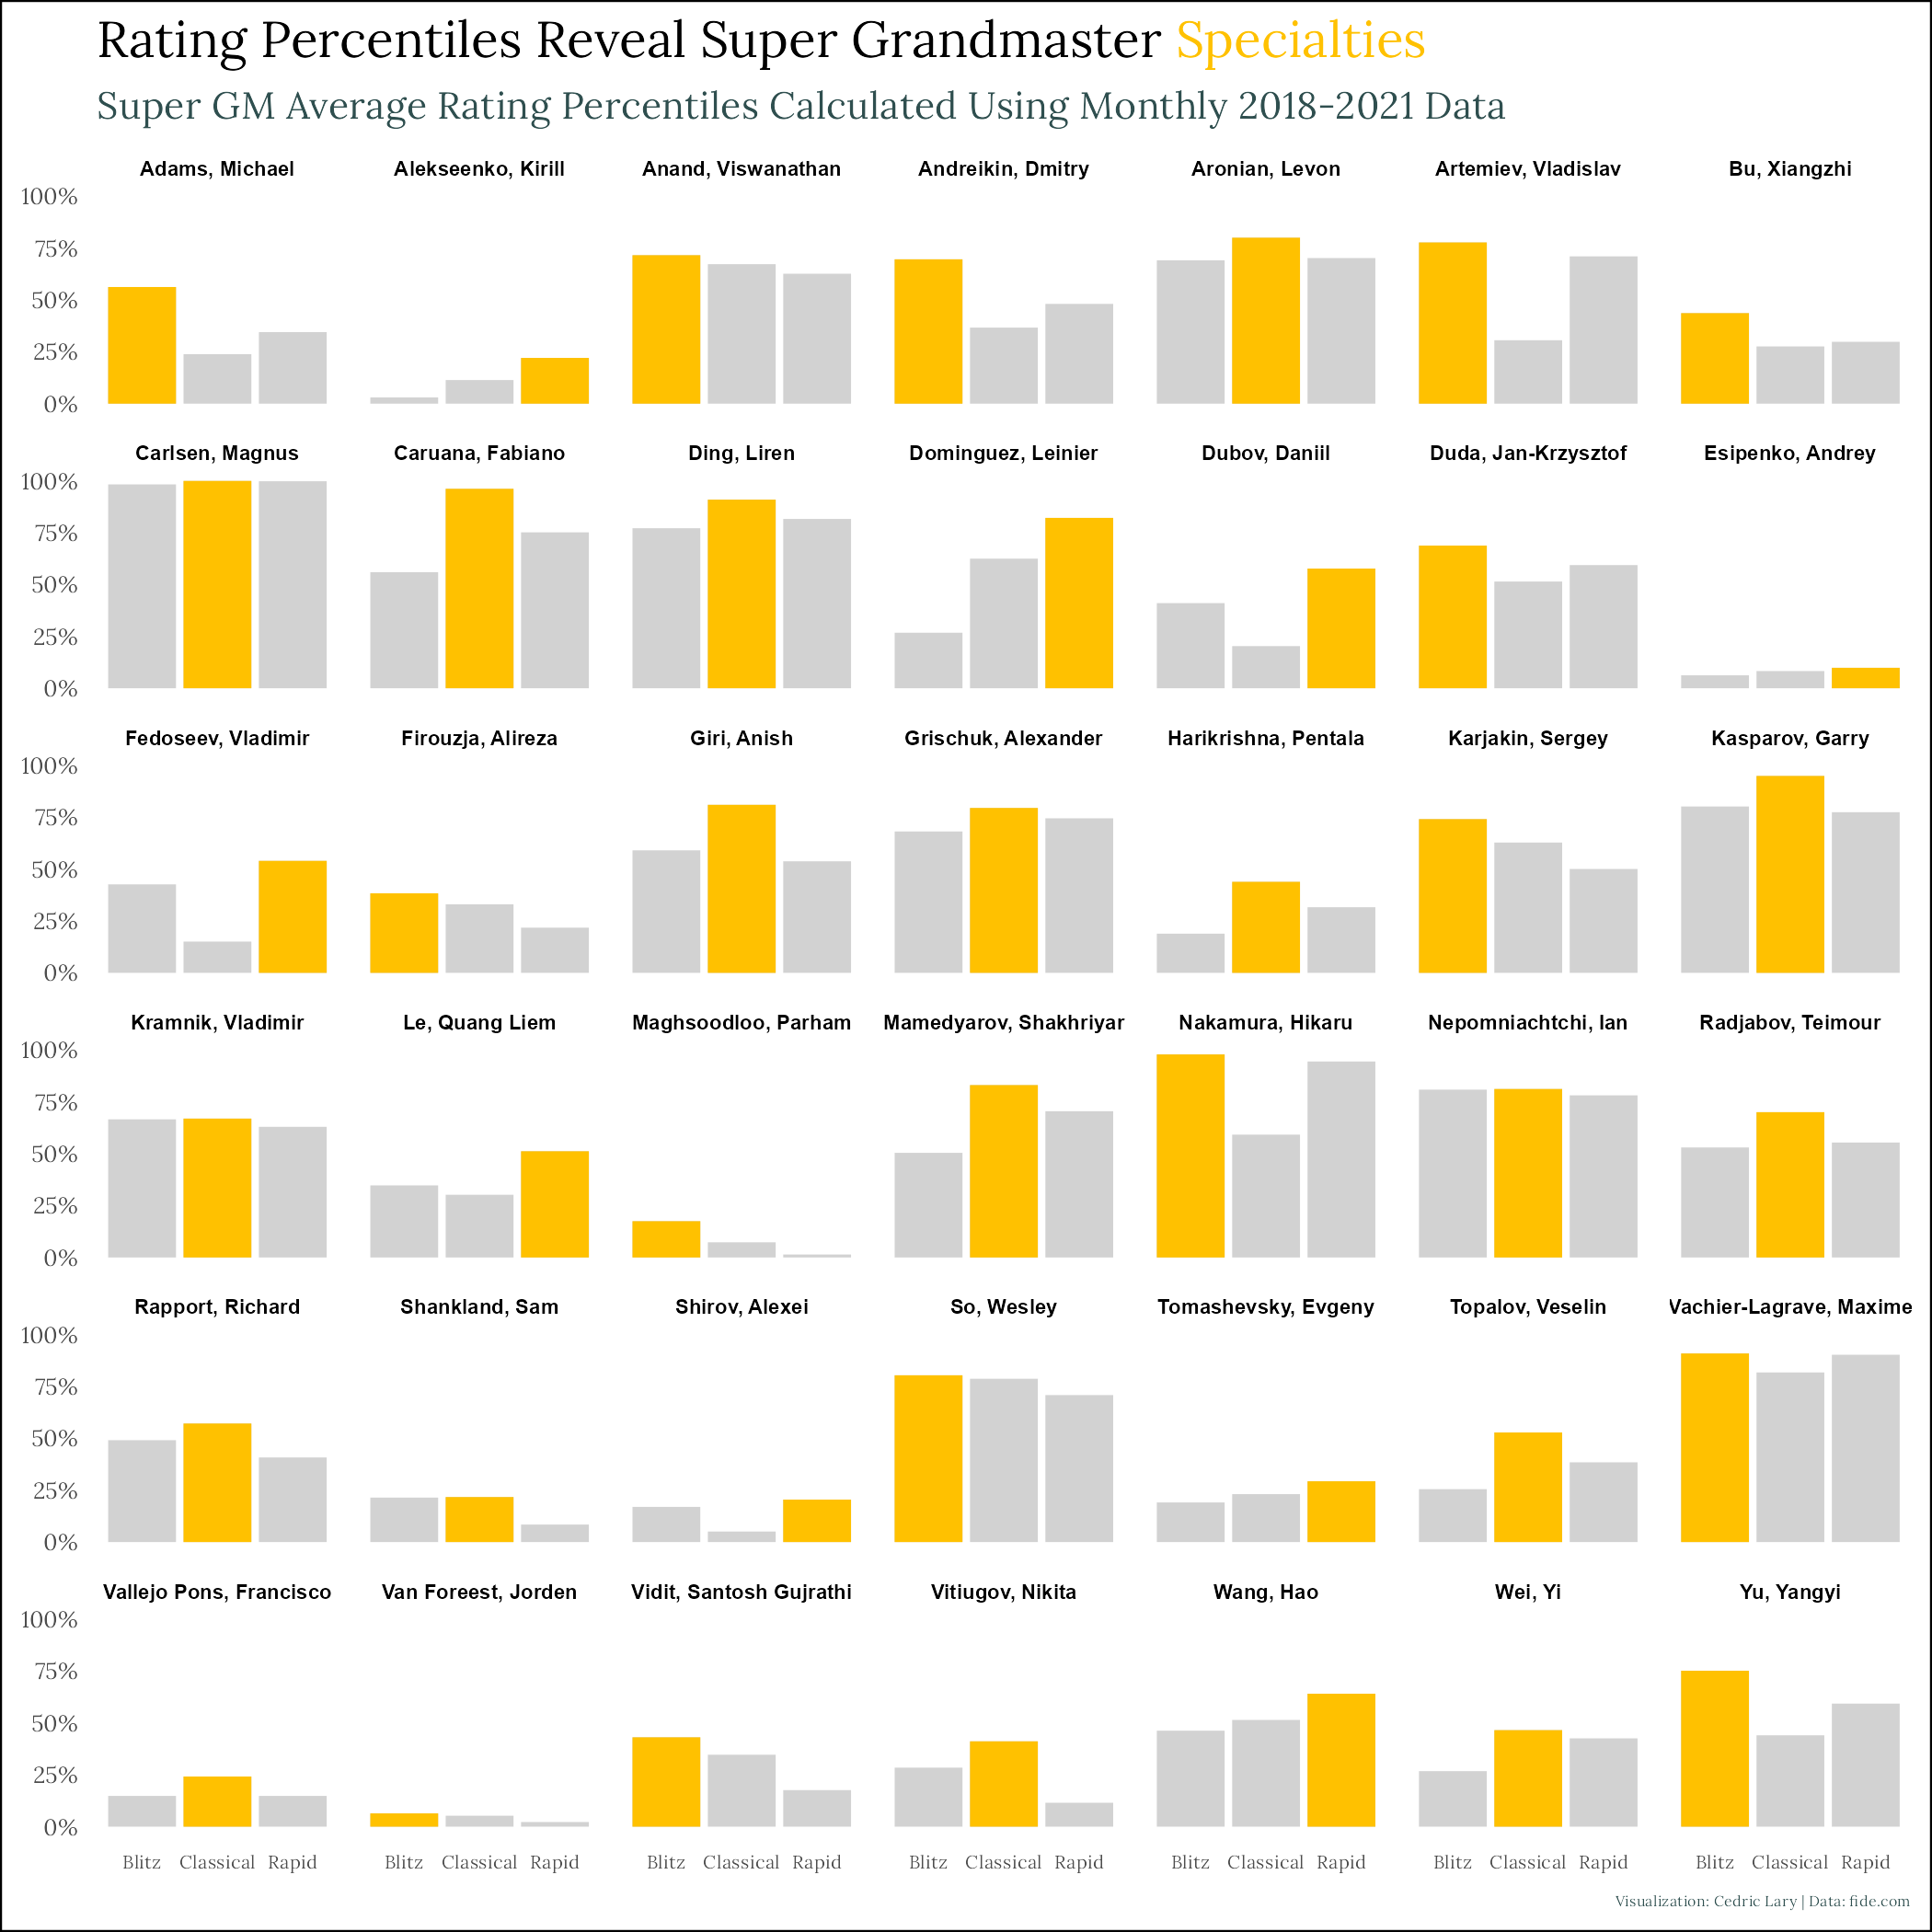 Rating Percentiles Reveal Super Grandmaster Specialties
Super GM Average Rating Percentiles Calculated Using Monthly 2018-2021 Data
Adams, Michael
Alekseenko, Kirill
Anand, Viswanathan
Andreikin, Dmitry
Aronian, Levon
Artemiev, Vladislav
Bu, Xiangzhi
100%
75%
50%
25%
0%
Carlsen, Magnus
Caruana, Fabiano
Ding, Liren
Dominguez, Leinier
Dubov, Daniil
Duda, Jan-Krzysztof
Esipenko, Andrey
100%
75%
50%
25%
0%
Fedoseev, Vladimir
Firouzja, Alireza
Giri, Anish
Grischuk, Alexander
Harikrishna, Pentala
Karjakin, Sergey
Kasparov, Garry
100%
75%
50%
25%
0%
Kramnik, Vladimir
Le, Quang Liem
Maghsoodloo, Parham
Mamedyarov, Shakhriyar
Nakamura, Hikaru
Nepomniachtchi, Ian
Radjabov, Teimour
100%
75%
50%
25%
0%
Rapport, Richard
Shankland, Sam
Shirov, Alexei
So, Wesley
Tomashevsky, Evgeny
Topalov, Veselin
Vachier-Lagrave, Maxime
100%
75%
50%
25%
0%
Vallejo Pons, Francisco
Van Foreest, Jorden
Vidit, Santosh Gujrathi
Vitiugov, Nikita
Wang, Hao
Wei, Yi
Yu, Yangyi
100%
75%
50%
25%
0%
Blitz Classical Rapid
Blitz Classical Rapid
Blitz Classical Rapid
Blitz Classical Rapid
Blitz Classical Rapid
Blitz Classical Rapid
Blitz Classical Rapid
Visualization: Cedric Lary | Data: fide.com